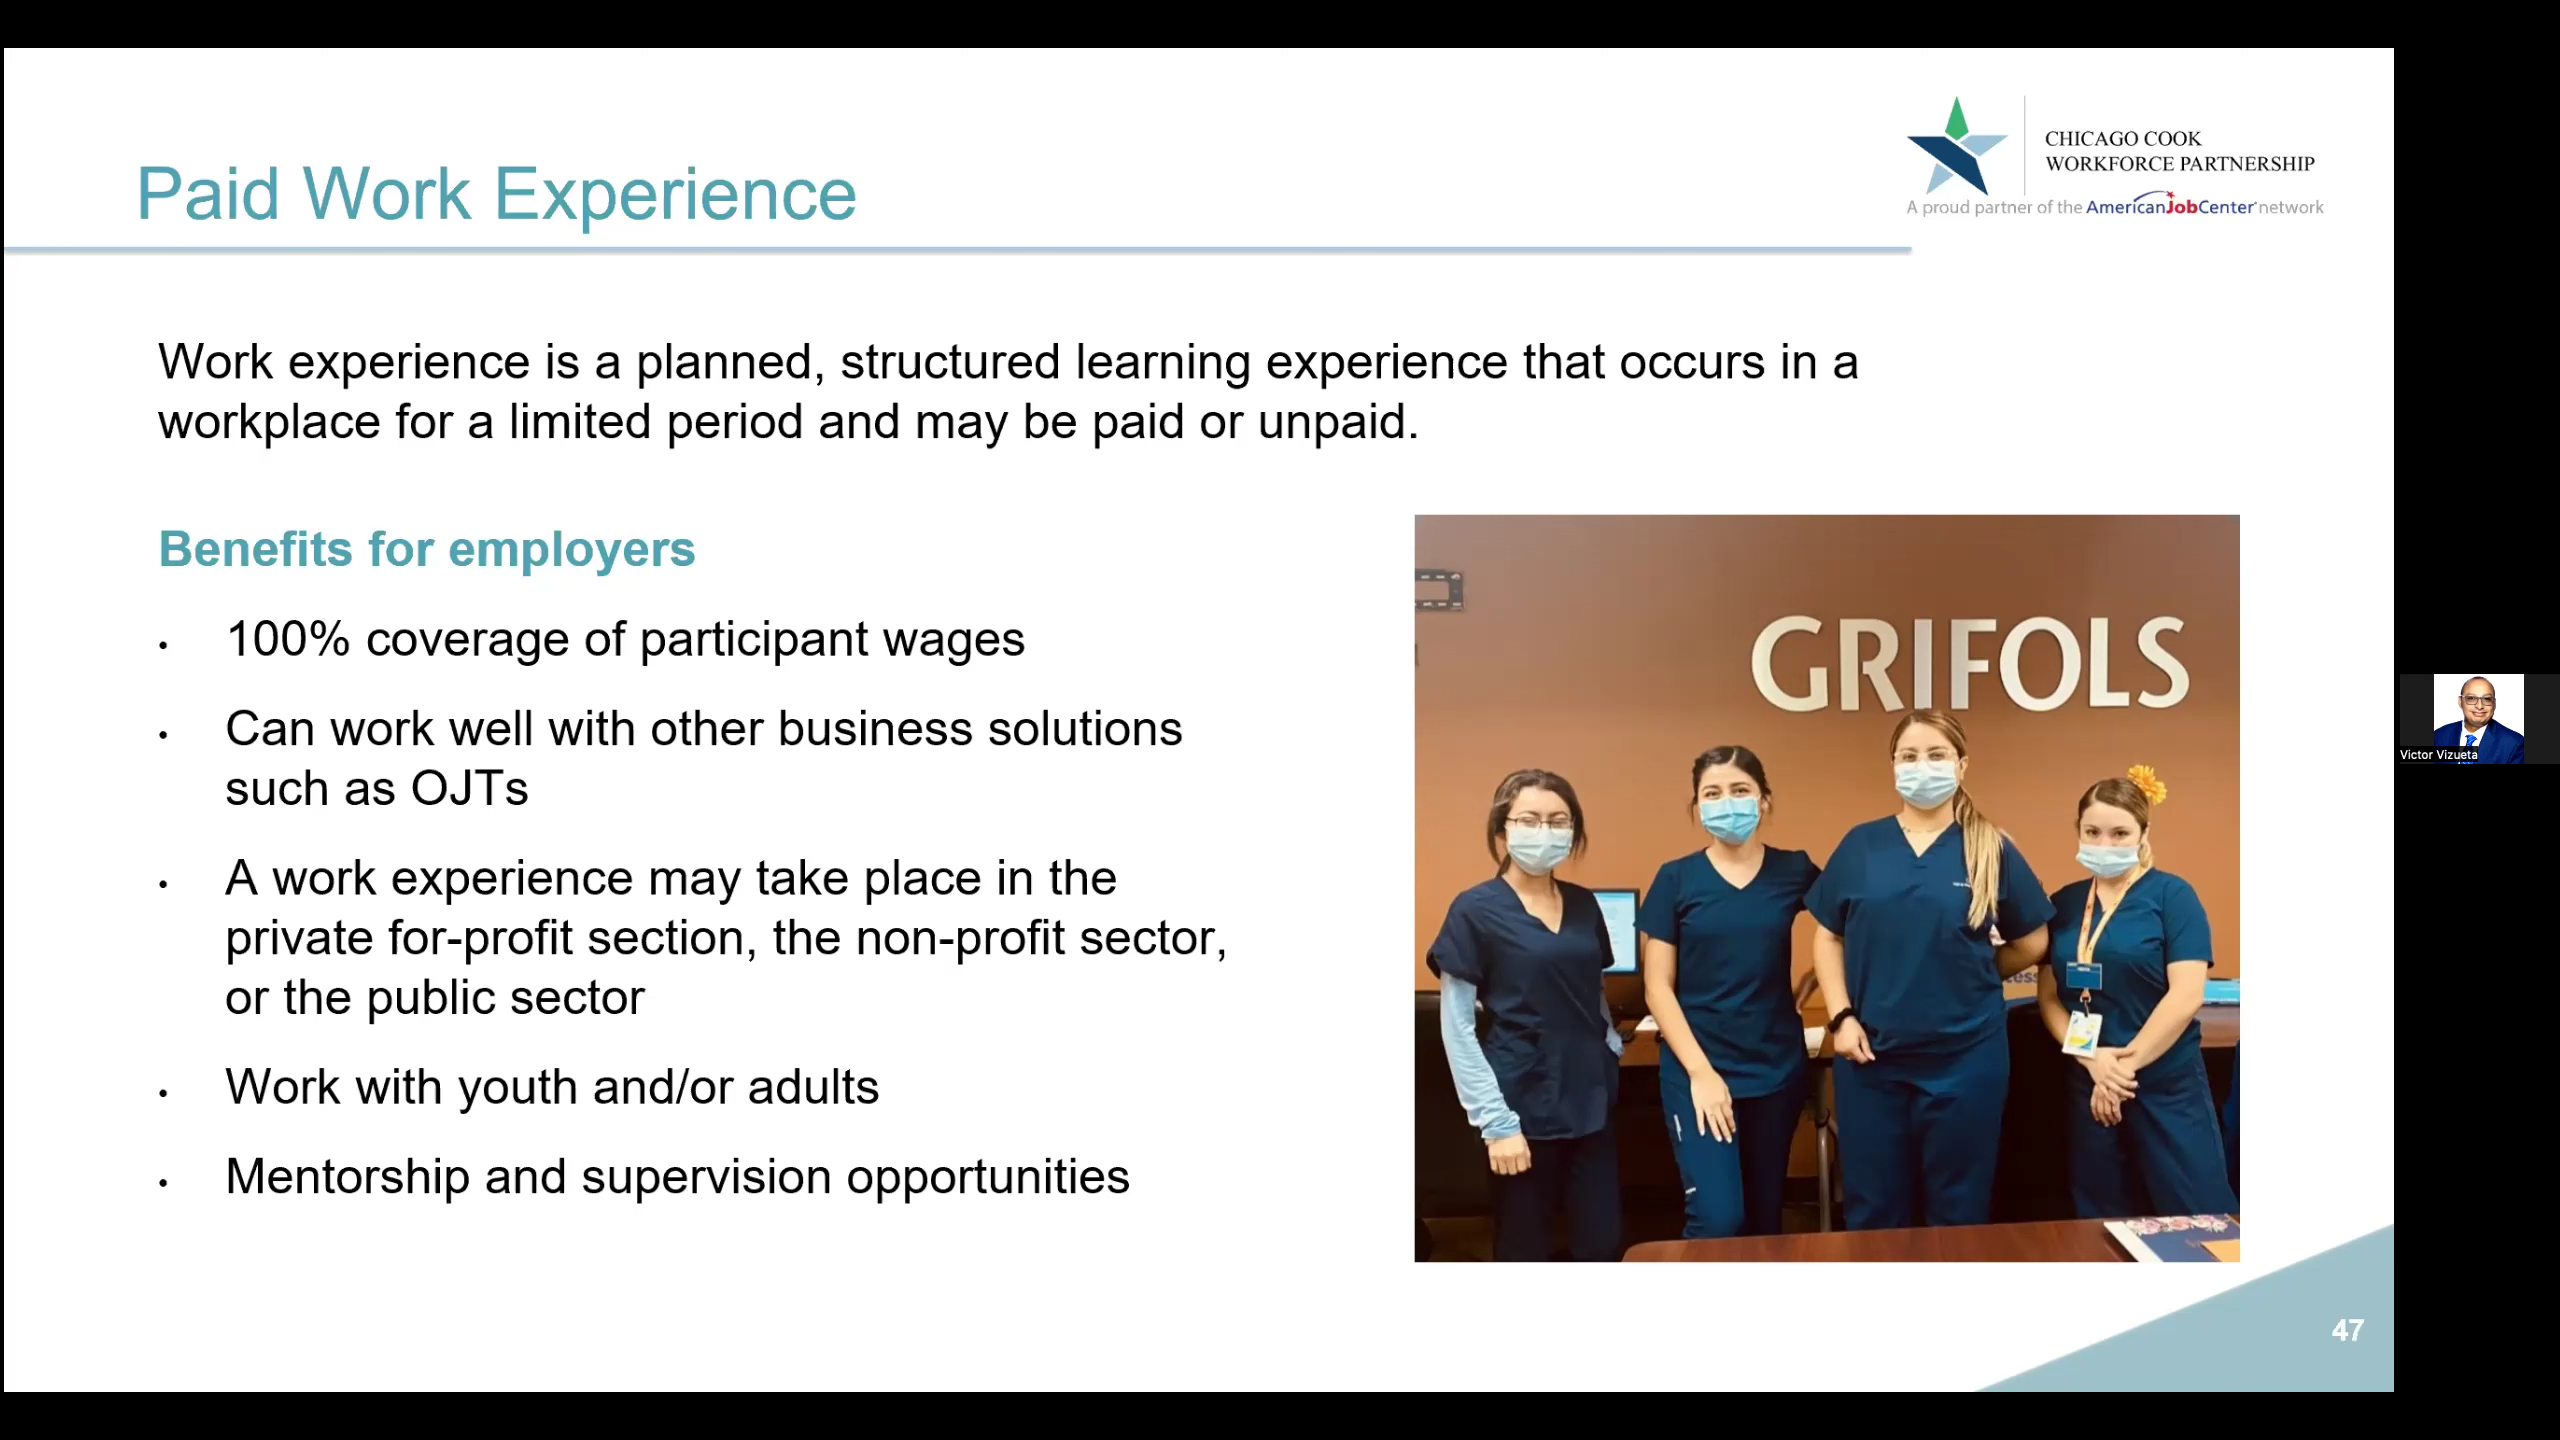 CHICAGO COOK
WORKFORCE PARTNERSHIP
A proud partner of the AmericanJobCenter network
Paid Work Experience
Work experience is a planned, structured learning experience that occurs in a
workplace for a limited period and may be paid or unpaid.
Benefits for employers
• 100% coverage of participant wages
• Can work well with other business solutions
such as OJTs
• A work experience may take place in the
private for-profit section, the non-profit sector,
or the public sector
• Work with youth and/or adults
• Mentorship and supervision opportunities
GRIFOLS
47
Victor Vizueta